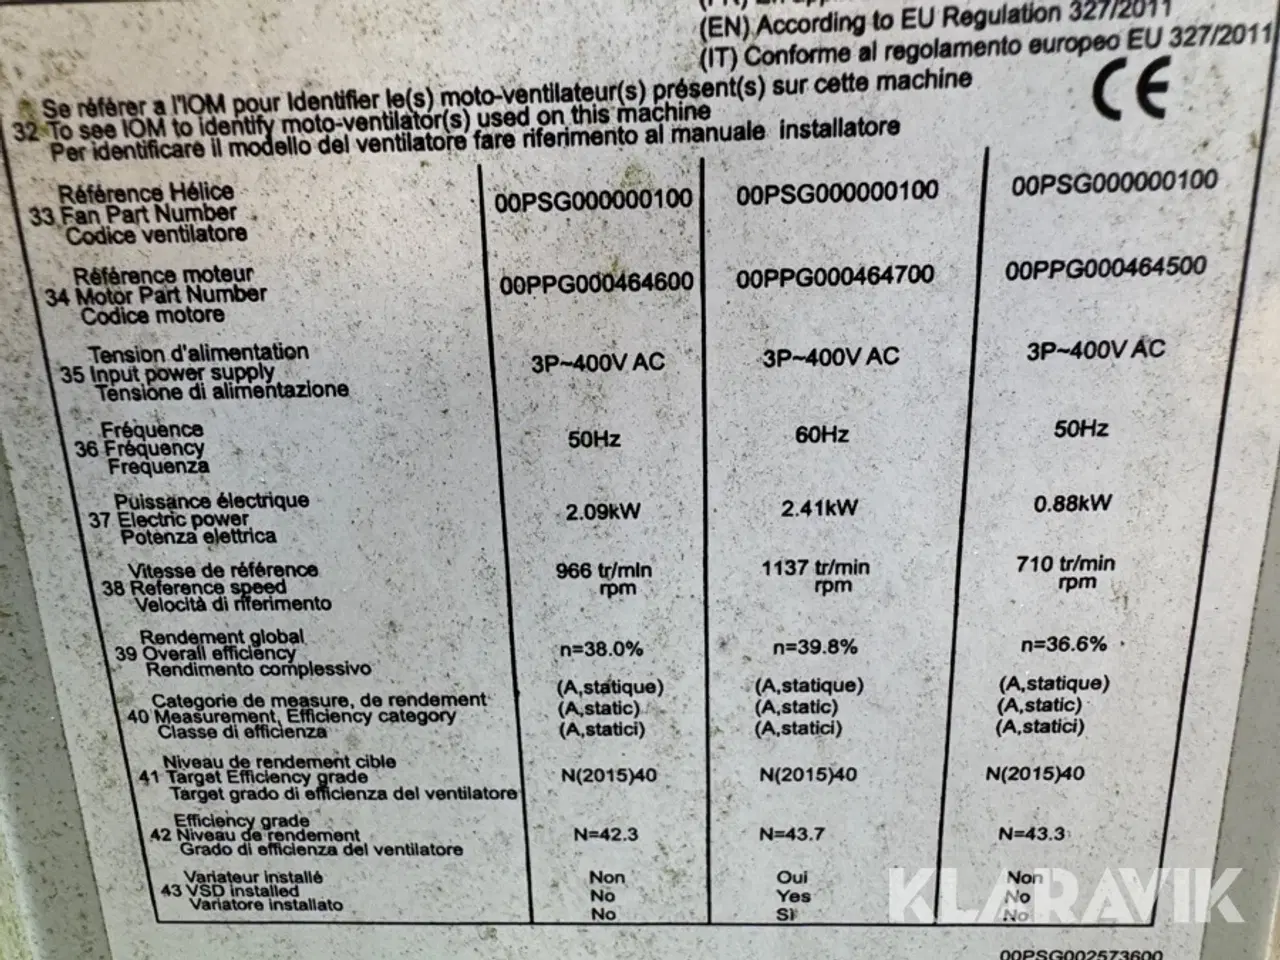 (EN) According to EU Regulation 327/2011
(IT) Conforme al regolamento europeo EU 327/2011
CE
Se référer a l'IOM pour Identifier le(s) moto-ventilateur(s) présent(s) sur cette machine
32 To see IOM to identify moto-ventilator(s) used on this machine
Per identificare il modello del ventilatore fare riferimento al manuale installatore
Référence Hélice
33 Fan Part Number 00PSG000000100 00PSG000000100 00PSG000000100
Codice ventilatore
Référence moteur
34 Motor Part Number 00PPG000464600 00PPG000464700 00PPG000464500
Codice motore
Tension d'alimentation
35 Input power supply 3P~400V AC 3P~400V AC 3P~400V AC
Tensione di alimentazione
Fréquence
36 Fréquency 50Hz 60Hz 50Hz
Frequenza
Puissance électrique
37 Electric power 2.09kW 2.41kW 0.88kW
Potenza elettrica
Vitesse de référence 966 tr/min 1137 tr/min 710 tr/min
38 Reference speed rpm rpm rpm
Velocità di riferimento
Rendement global
39 Overall efficiency n=38.0% n=39.8% n=36.6%
Rendimento complessivo
Categorie de measure, de rendement (A,statique) (A,statique) (A,statique)
40 Measurement, Efficiency category (A,static) (A,static) (A,static)
Classe di efficienza (A,statici) (A,statici) (A,statici)
Niveau de rendement cible
41 Target Efficiency grade N(2015)40 N(2015)40 N(2015)40
Target grado di efficienza del ventilatore
Efficiency grade
42 Niveau de rendement N=42.3 N=43.7 N=43.3
Grado di efficienza del ventilatore
Variateur installé Non Oui Non
43 VSD installed No Yes No
Variatore installato No Sì No
KLARAVIK
00PSG002573600